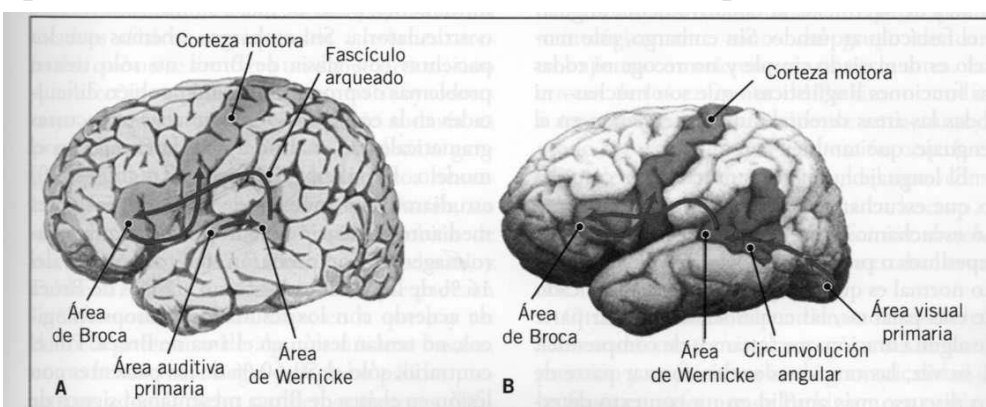 Corteza motora
Fascículo
arqueado
Área
de Broca
Área auditiva
primaria
Área
de Wernicke
A
Corteza motora
Área
de Broca
Área
de Wernicke
Circunvolución
angular
Área visual
primaria
B